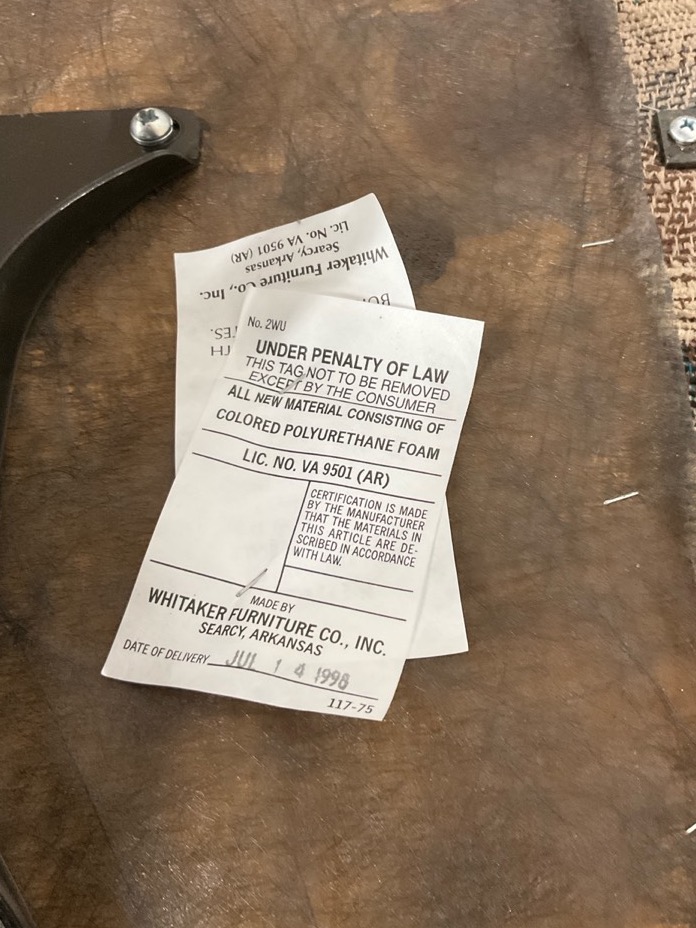 Whitaker Furniture Co., Inc.
Searcy, Arkansas
Lic. No. VA 9501 (AR)
No. 2WU
UNDER PENALTY OF LAW
THIS TAG NOT TO BE REMOVED
EXCEPT BY THE CONSUMER
ALL NEW MATERIAL CONSISTING OF
COLORED POLYURETHANE FOAM
LIC. NO. VA 9501 (AR)
CERTIFICATION IS MADE
BY THE MANUFACTURER
THAT THE MATERIALS IN
THIS ARTICLE ARE DE-
SCRIBED IN ACCORDANCE
WITH LAW.
MADE BY
WHITAKER FURNITURE CO., INC.
SEARCY, ARKANSAS
DATE OF DELIVERY JUL 1 4 1998
117-75